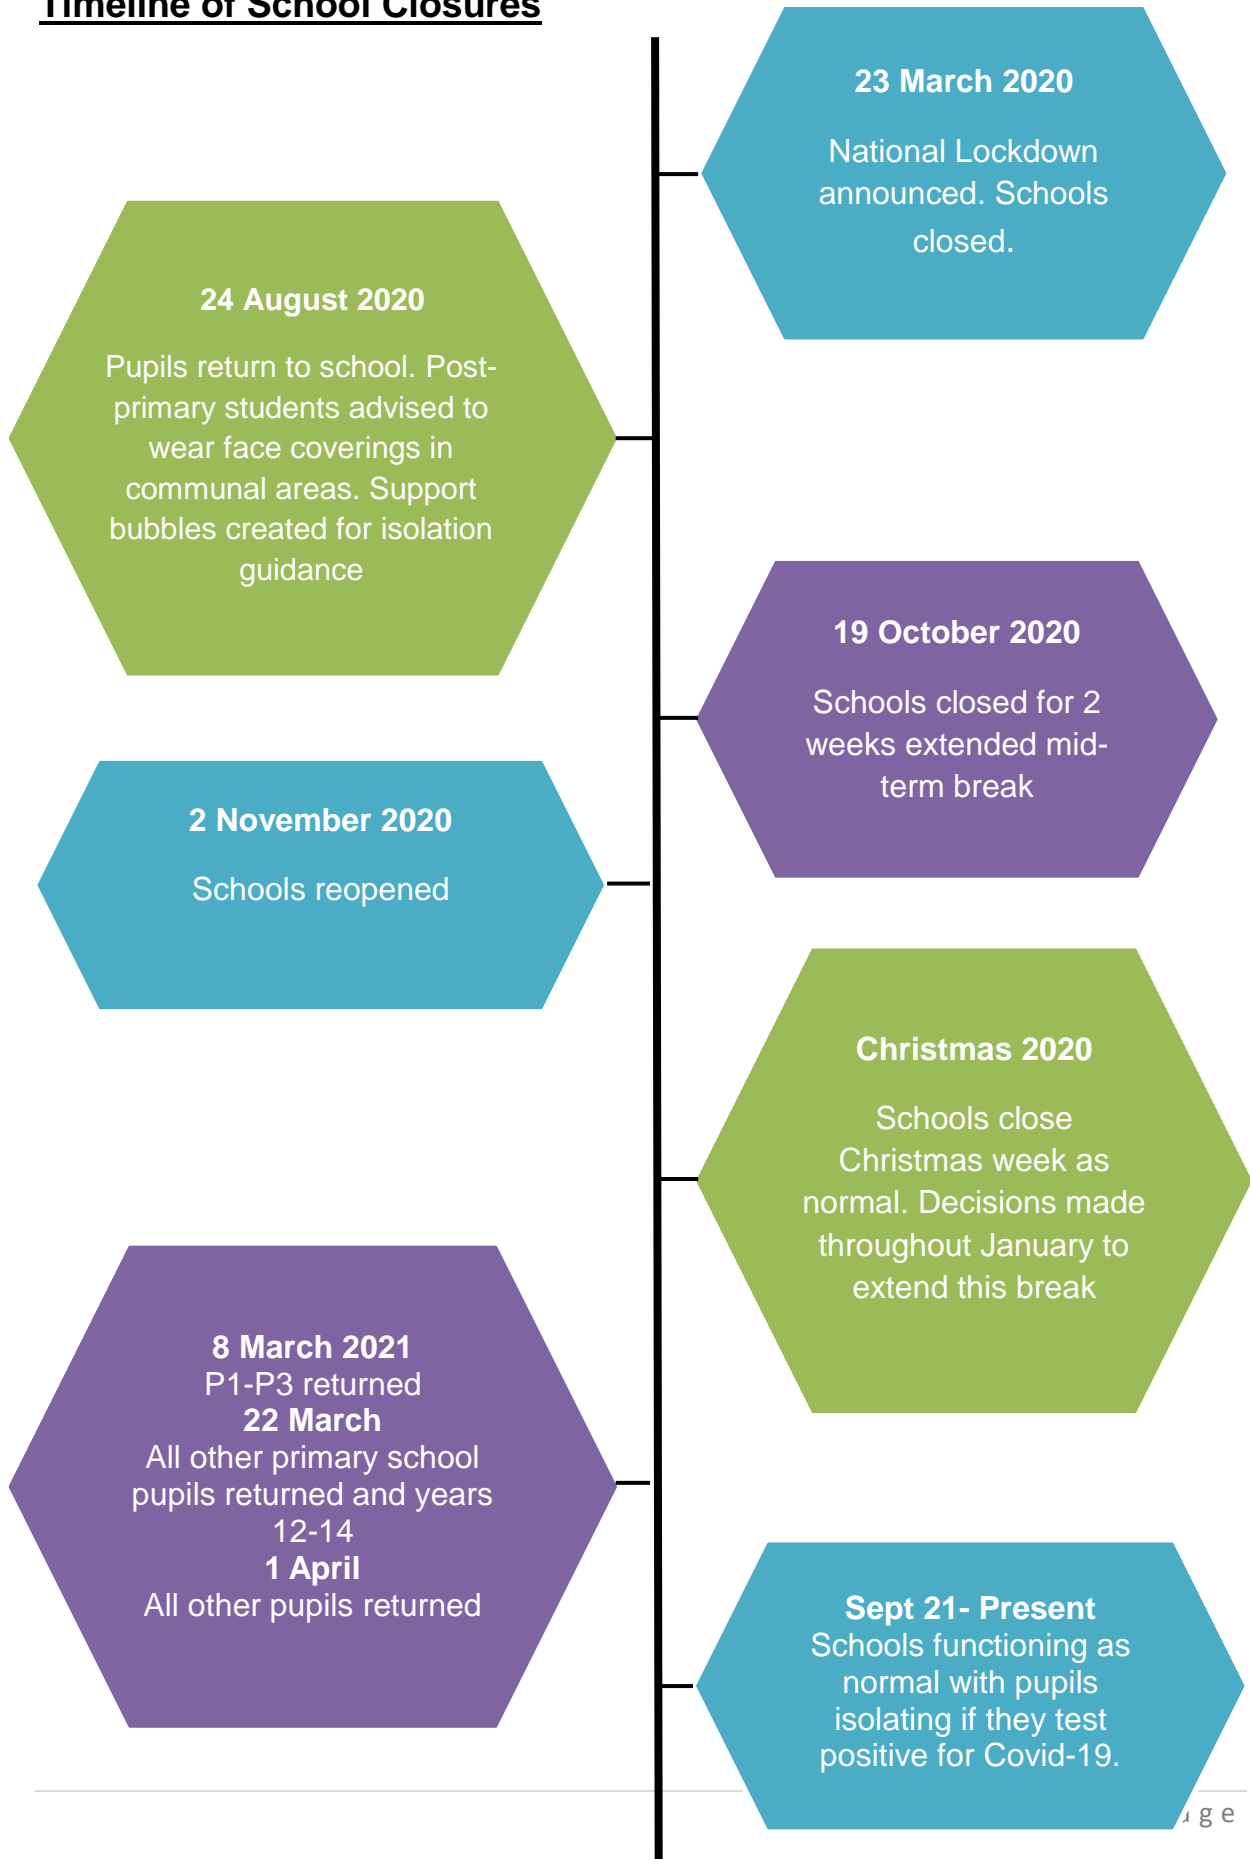 Timeline of School Closures
23 March 2020
National Lockdown
announced. Schools
closed.
24 August 2020
Pupils return to school. Post-
primary students advised to
wear face coverings in
communal areas. Support
bubbles created for isolation
guidance
19 October 2020
Schools closed for 2
weeks extended mid-
term break
2 November 2020
Schools reopened
Christmas 2020
Schools close
Christmas week as
normal. Decisions made
throughout January to
extend this break
8 March 2021
P1-P3 returned
22 March
All other primary school
pupils returned and years
12-14
1 April
All other pupils returned
Sept 21- Present
Schools functioning as
normal with pupils
isolating if they test
positive for Covid-19.